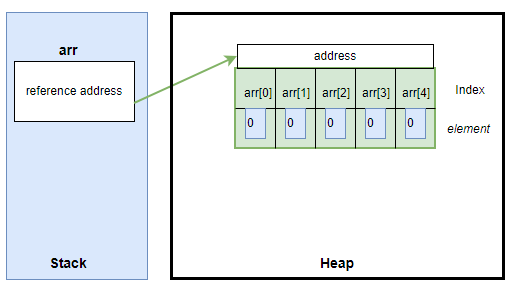 arr
reference address
Stack
address
arr[0] arr[1] arr[2] arr[3] arr[4] Index
0 0 0 0 0 element
Heap